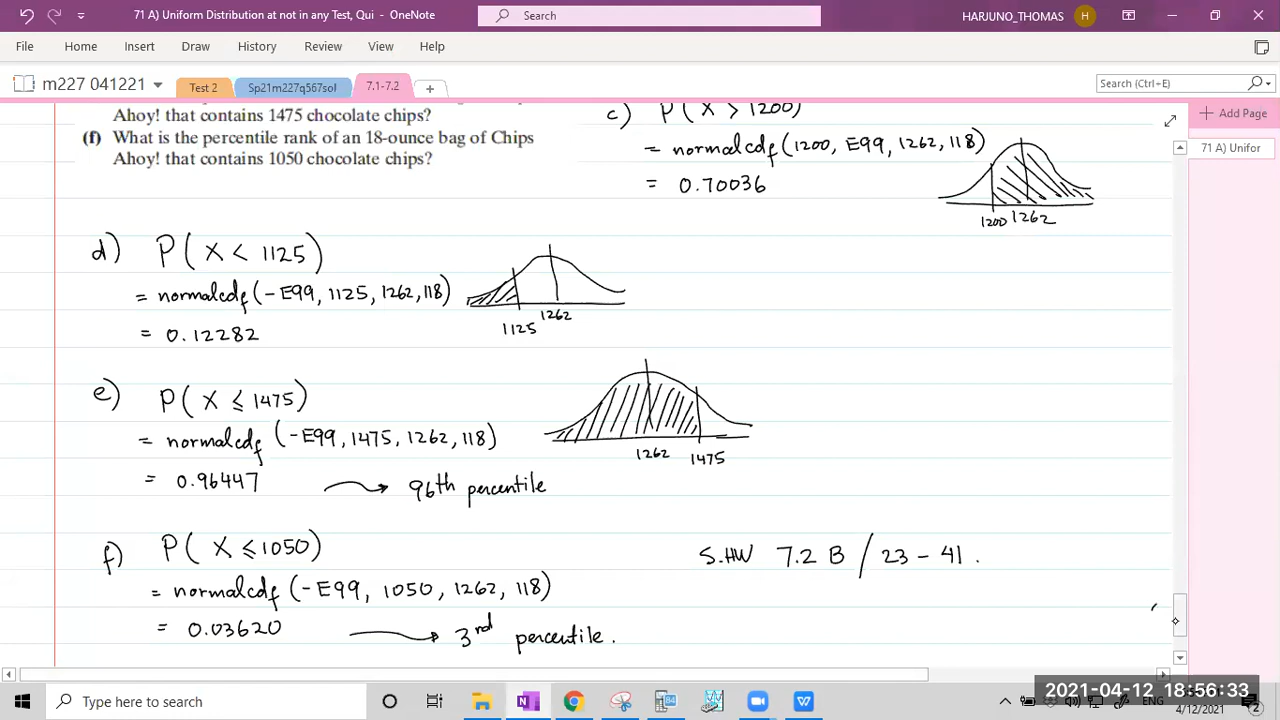 71 A) Uniform Distribution at not in any Test, Qui - OneNote
Search
HARJUNO_THOMAS
H
File Home Insert Draw History Review View Help
m227 041221
Test 2
Sp21m227q567sol
7.1-7.2
Search (Ctrl+E)
Add Page
71 A) Unifor
Ahoy! that contains 1475 chocolate chips?
(f) What is the percentile rank of an 18-ounce bag of Chips
Ahoy! that contains 1050 chocolate chips?
c) P(X > 1200)
= normalcdf(1200, E99, 1262, 118)
= 0.70036
1200 1262
d) P(X < 1125)
= normalcdf(-E99, 1125, 1262, 118)
= 0.12282
1125 1262
e) P(X ≤ 1475)
= normalcdf(-E99, 1475, 1262, 118)
= 0.96447 → 96th percentile
1262 1475
f) P(X ≤ 1050)
= normalcdf(-E99, 1050, 1262, 118)
= 0.03620 → 3rd percentile.
S.HW 7.2 B / 23 - 41.
Type here to search
2021-04-12 18:56:33
4/12/2021